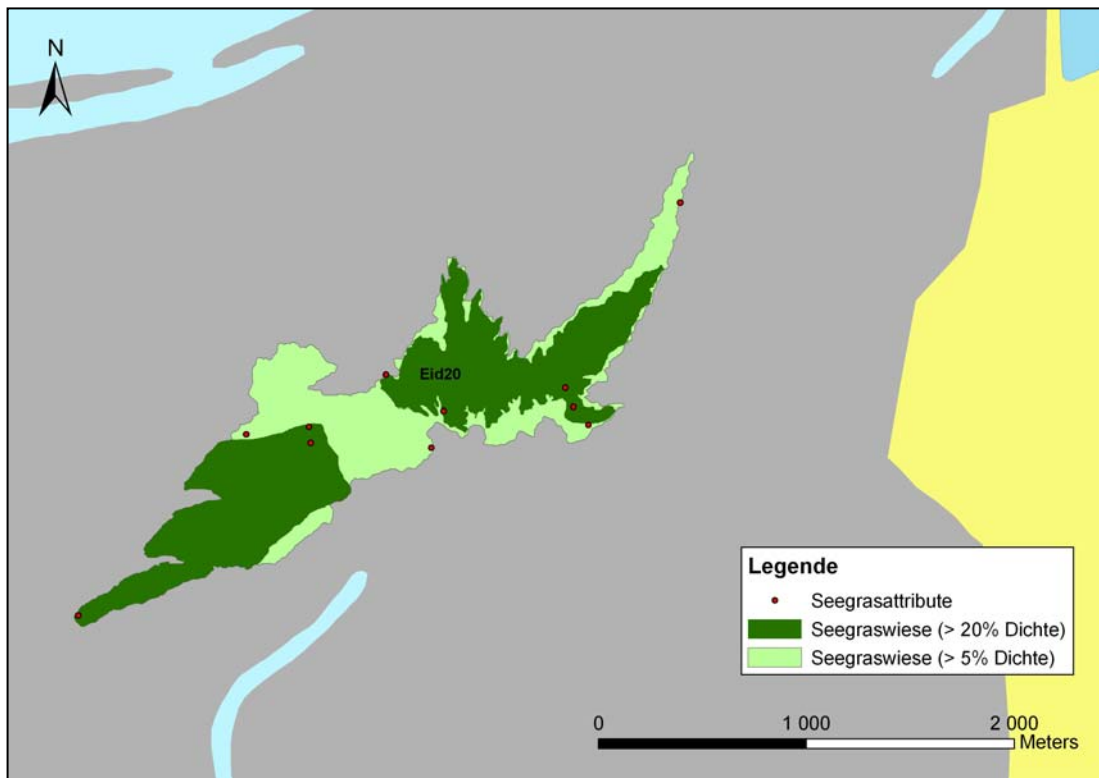 N
Eid20
Legende
Seegrasattribute
Seegraswiese (> 20% Dichte)
Seegraswiese (> 5% Dichte)
0 1 000 2 000
Meters